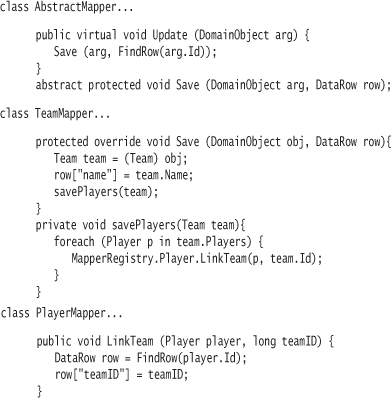 class AbstractMapper...
public virtual void Update (DomainObject arg) {
Save (arg, FindRow(arg.Id));
}
abstract protected void Save (DomainObject arg, DataRow row);
class TeamMapper...
protected override void Save (DomainObject obj, DataRow row){
Team team = (Team) obj;
row["name"] = team.Name;
savePlayers(team);
}
private void savePlayers(Team team){
foreach (Player p in team.Players) {
MapperRegistry.Player.LinkTeam(p, team.Id);
}
}
class PlayerMapper...
public void LinkTeam (Player player, long teamID) {
DataRow row = FindRow(player.Id);
row["teamID"] = teamID;
}